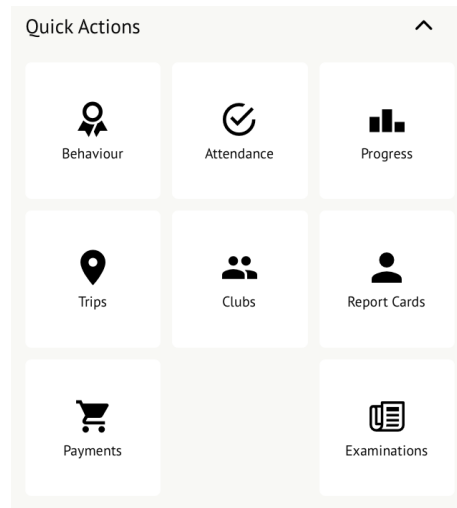 Quick Actions
Behaviour
Attendance
Progress
Trips
Clubs
Report Cards
Payments
Examinations